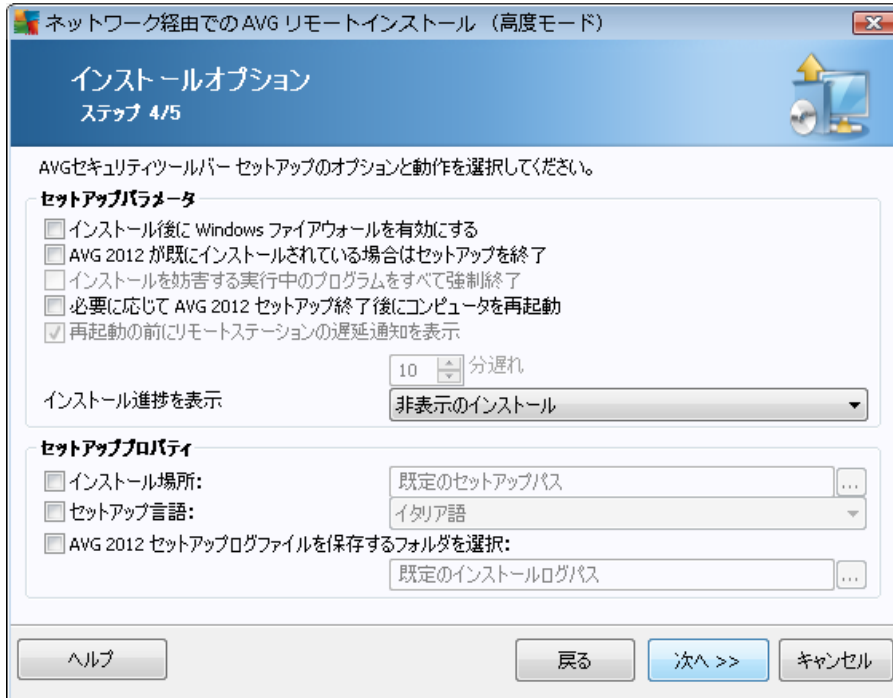 ネットワーク経由での AVG リモートインストール （高度モード）
インストールオプション
ステップ 4/5
AVGセキュリティツールバー セットアップのオプションと動作を選択してください。
セットアップパラメータ
インストール後に Windows ファイアウォールを有効にする
AVG 2012 が既にインストールされている場合はセットアップを終了
インストールを妨害する実行中のプログラムをすべて強制終了
必要に応じて AVG 2012 セットアップ終了後にコンピュータを再起動
再起動の前にリモートステーションの遅延通知を表示
10 分遅れ
インストール進捗を表示 非表示のインストール
セットアッププロパティ
インストール場所: 既定のセットアップパス ...
セットアップ言語: イタリア語
AVG 2012 セットアップログファイルを保存するフォルダを選択:
既定のインストールログパス ...
ヘルプ 戻る 次へ >> キャンセル